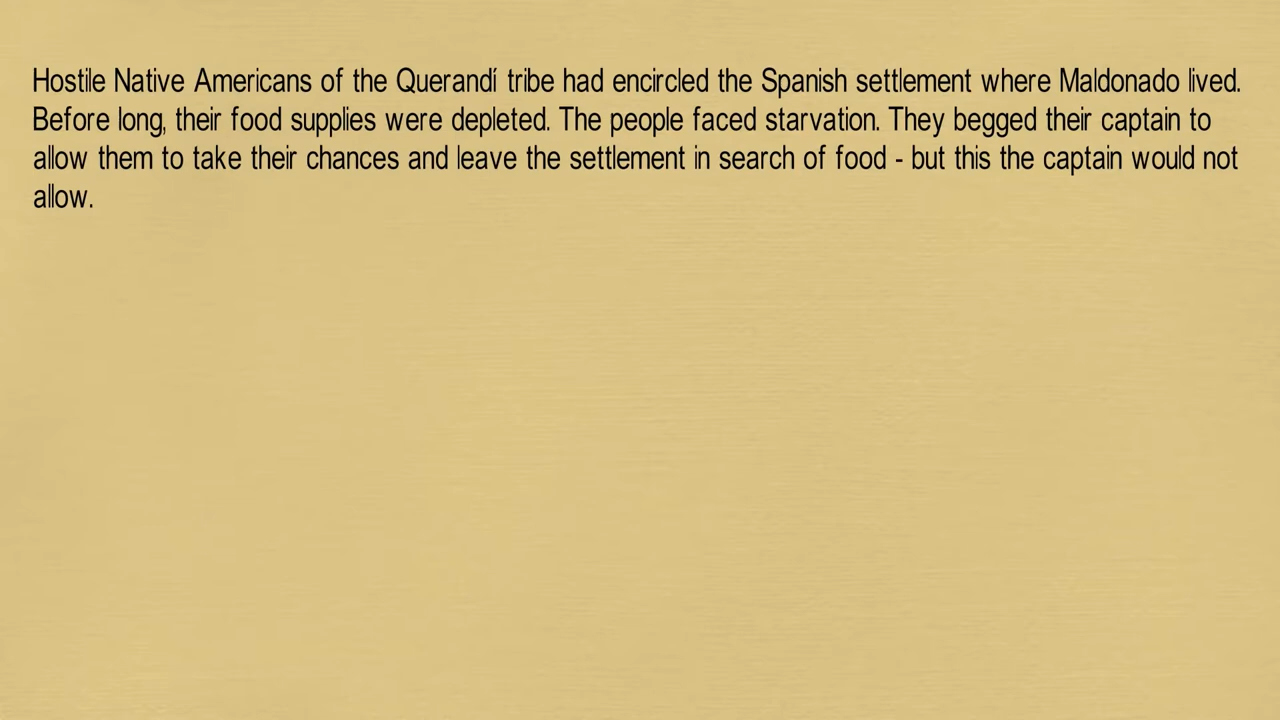 Hostile Native Americans of the Querandí tribe had encircled the Spanish settlement where Maldonado lived.
Before long, their food supplies were depleted. The people faced starvation. They begged their captain to
allow them to take their chances and leave the settlement in search of food - but this the captain would not
allow.